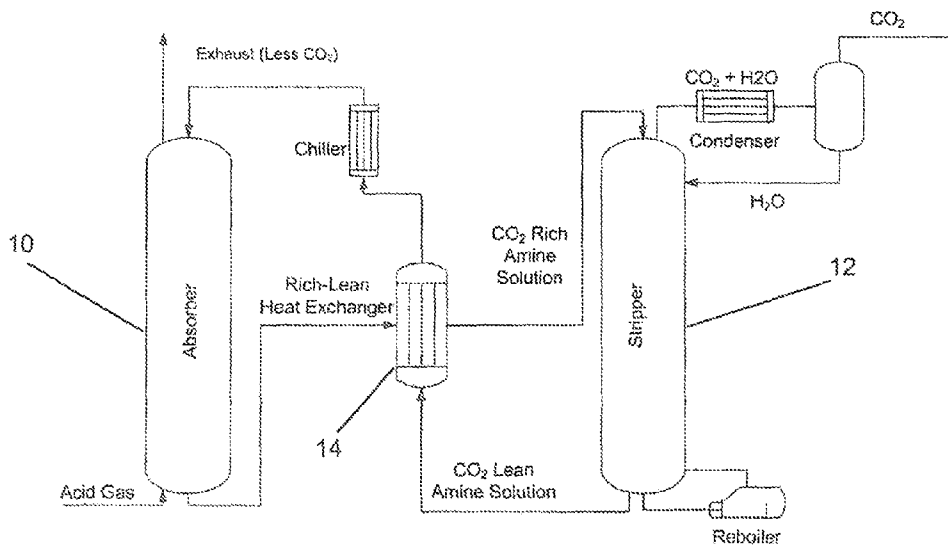 CO₂
Exhaust (Less CO₂)
CO₂ + H2O
Chiller
Condenser
H₂O
10
CO₂ Rich
Amine
Solution
12
Rich-Lean
Heat Exchanger
Absorber
Stripper
14
CO₂ Lean
Amine Solution
Acid Gas
Reboiler